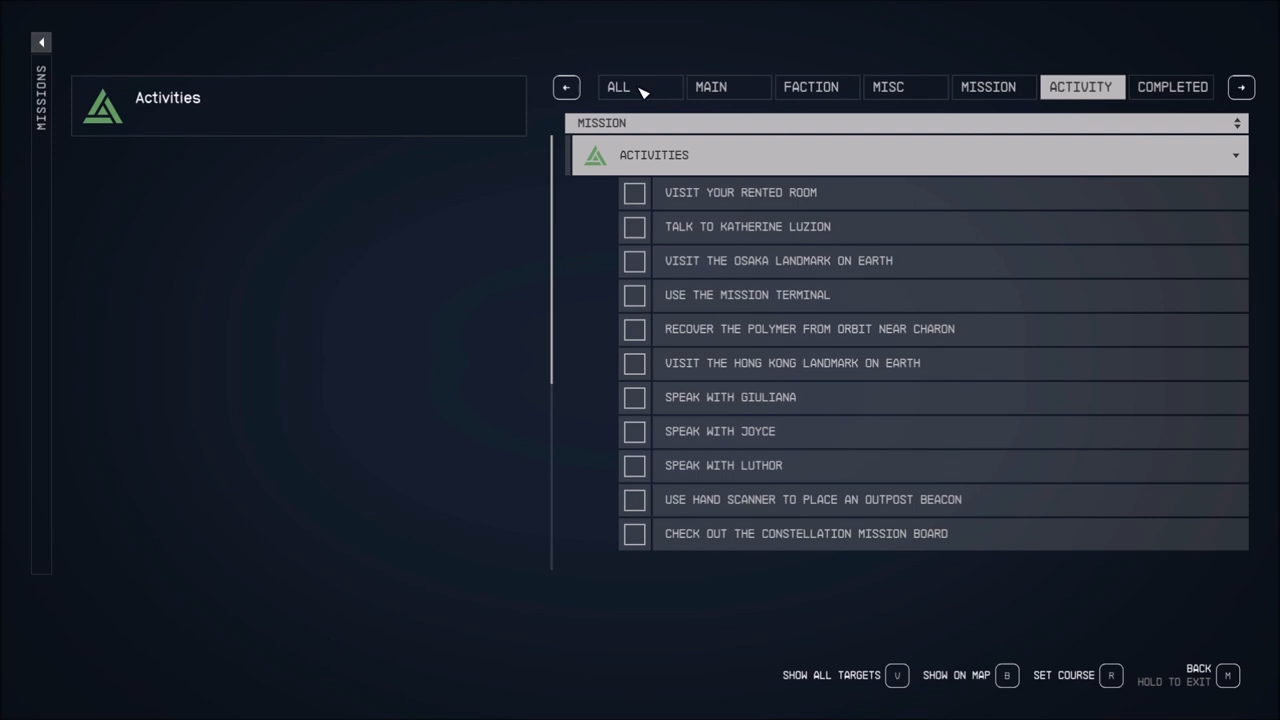 MISSIONS
Activities
ALL
MAIN
FACTION
MISC
MISSION
ACTIVITY
COMPLETED
MISSION
ACTIVITIES
VISIT YOUR RENTED ROOM
TALK TO KATHERINE LUZION
VISIT THE OSAKA LANDMARK ON EARTH
USE THE MISSION TERMINAL
RECOVER THE POLYMER FROM ORBIT NEAR CHARON
VISIT THE HONG KONG LANDMARK ON EARTH
SPEAK WITH GIULIANA
SPEAK WITH JOYCE
SPEAK WITH LUTHOR
USE HAND SCANNER TO PLACE AN OUTPOST BEACON
CHECK OUT THE CONSTELLATION MISSION BOARD
SHOW ALL TARGETS V
SHOW ON MAP B
SET COURSE R
BACK M
HOLD TO EXIT